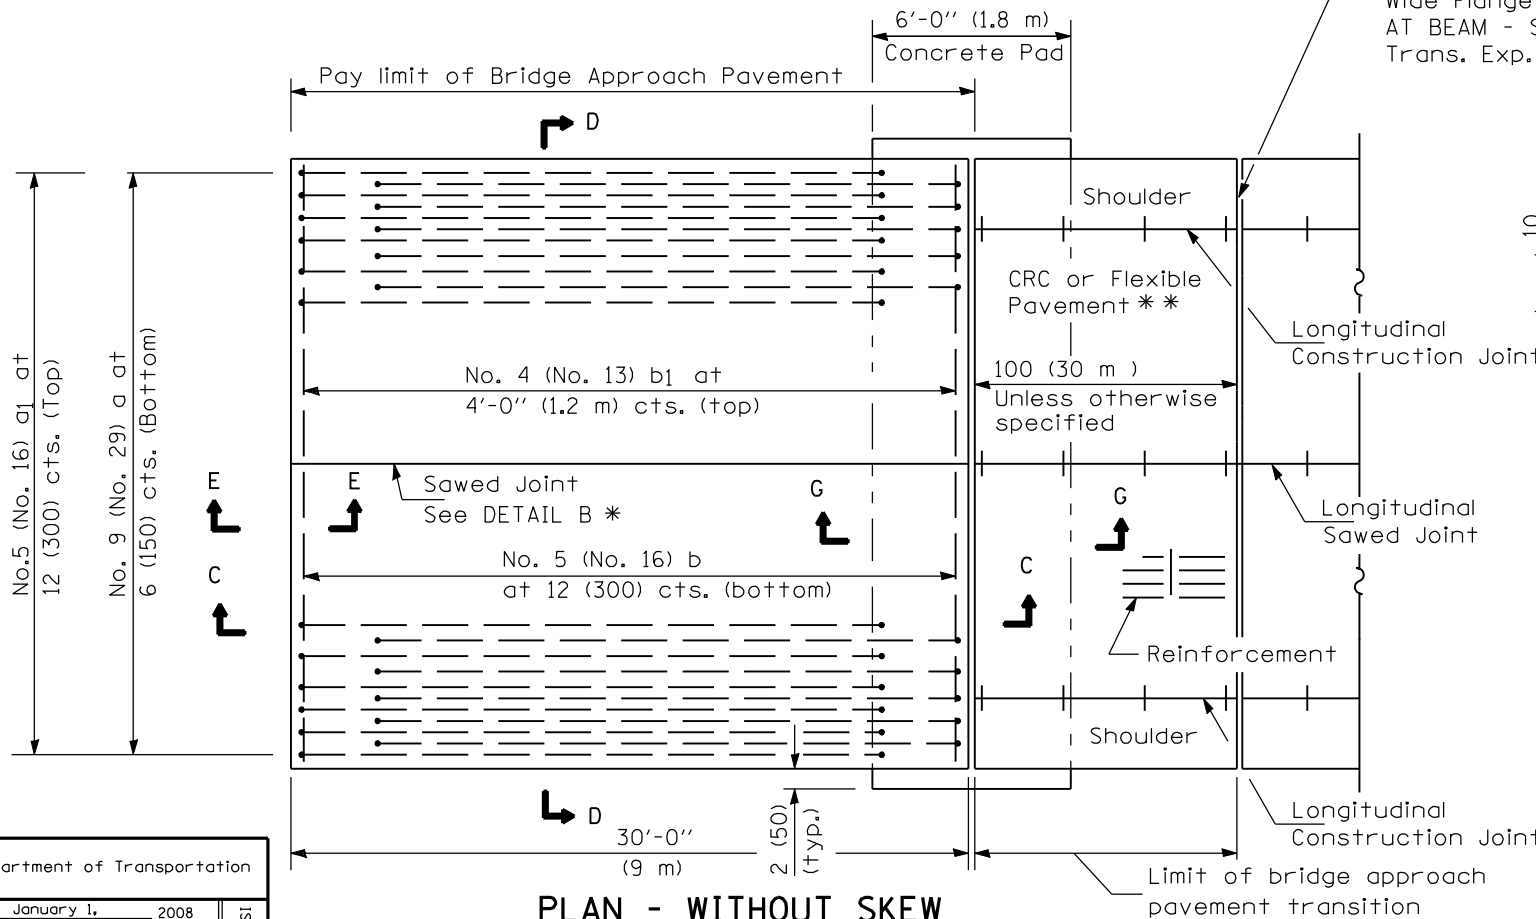 Wide Flange
AT BEAM - S
Trans. Exp.
6'-0" (1.8 m)
Concrete Pad
Pay limit of Bridge Approach Pavement
D
Shoulder
10
CRC or Flexible
Pavement * *
Longitudinal
Construction Joint
No.5 (No. 16) a1 at
12 (300) cts. (Top)
No. 9 (No. 29) a at
6 (150) cts. (Bottom)
No. 4 (No. 13) b1 at
4'-0" (1.2 m) cts. (top)
100 (30 m )
Unless otherwise
specified
E
E
Sawed Joint
See DETAIL B *
G
G
Longitudinal
Sawed Joint
No. 5 (No. 16) b
at 12 (300) cts. (bottom)
C
C
Reinforcement
Shoulder
D
30'-0"
(9 m)
2 (50)
(typ.)
Longitudinal
Construction Joint
Limit of bridge approach
pavement transition
artment of Transportation
January 1, 2008
PLAN - WITHOUT SKEW